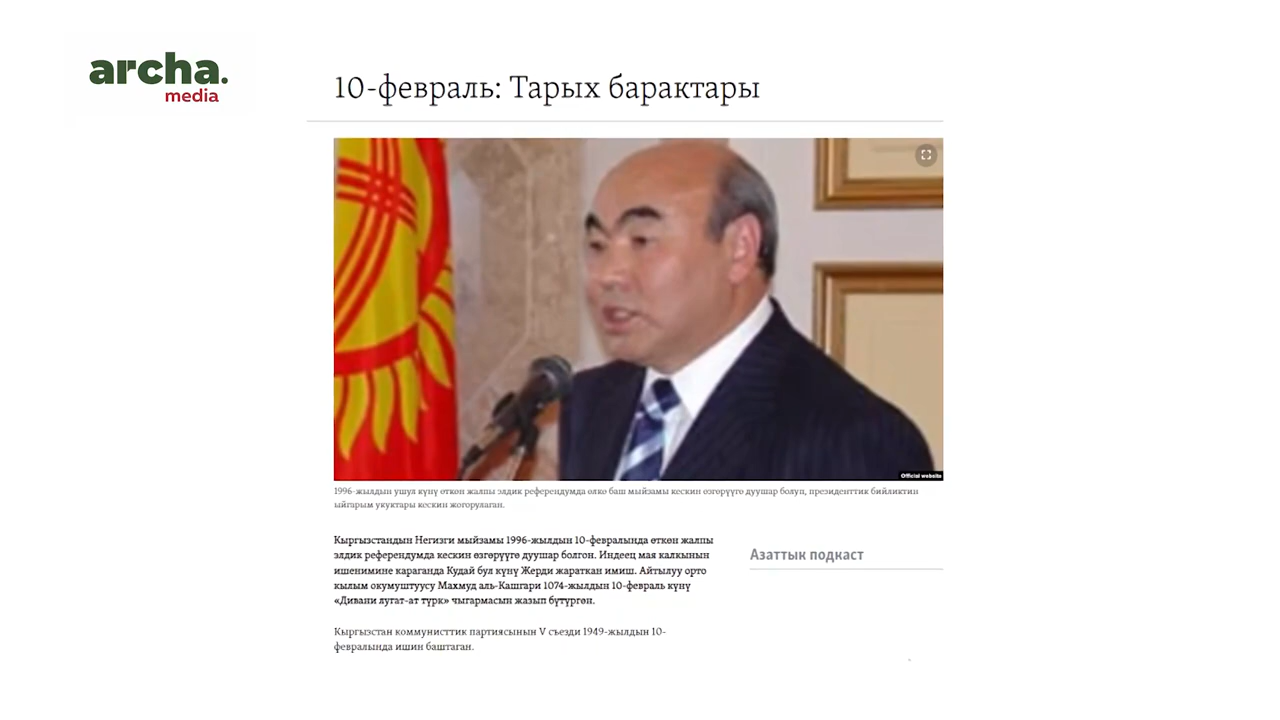 archa.
media
10-февраль: Тарых барактары
Official website
1996-жылдын ушул күнү өткөн жалпы элдик референдумда өлкө баш мыйзамы кескин өзгөрүүгө дуушар болуп, президенттик бийликтин
ыйгарым укуктары кескин жогорулаган.
Кыргызстандын Негизги мыйзамы 1996-жылдын 10-февралында өткөн жалпы
элдик референдумда кескин өзгөрүүгө дуушар болгон. Индеец мая калкынын
ишенимине караганда Кудай бул күнү Жерди жараткан имиш. Айтылуу орто
кылым окумуштуусу Махмуд аль-Кашгари 1074-жылдын 10-февраль күнү
«Дивани лугат-ат түрк» чыгармасын жазып бүтүргөн.
Азаттык подкаст
Кыргызстан коммунисттик партиясынын V съезди 1949-жылдын 10-
февралында ишин баштаган.